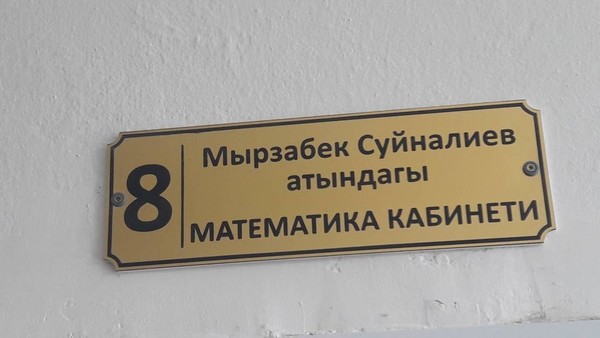 8
Мырзабек Суйналиев
атындагы
МАТЕМАТИКА КАБИНЕТИ